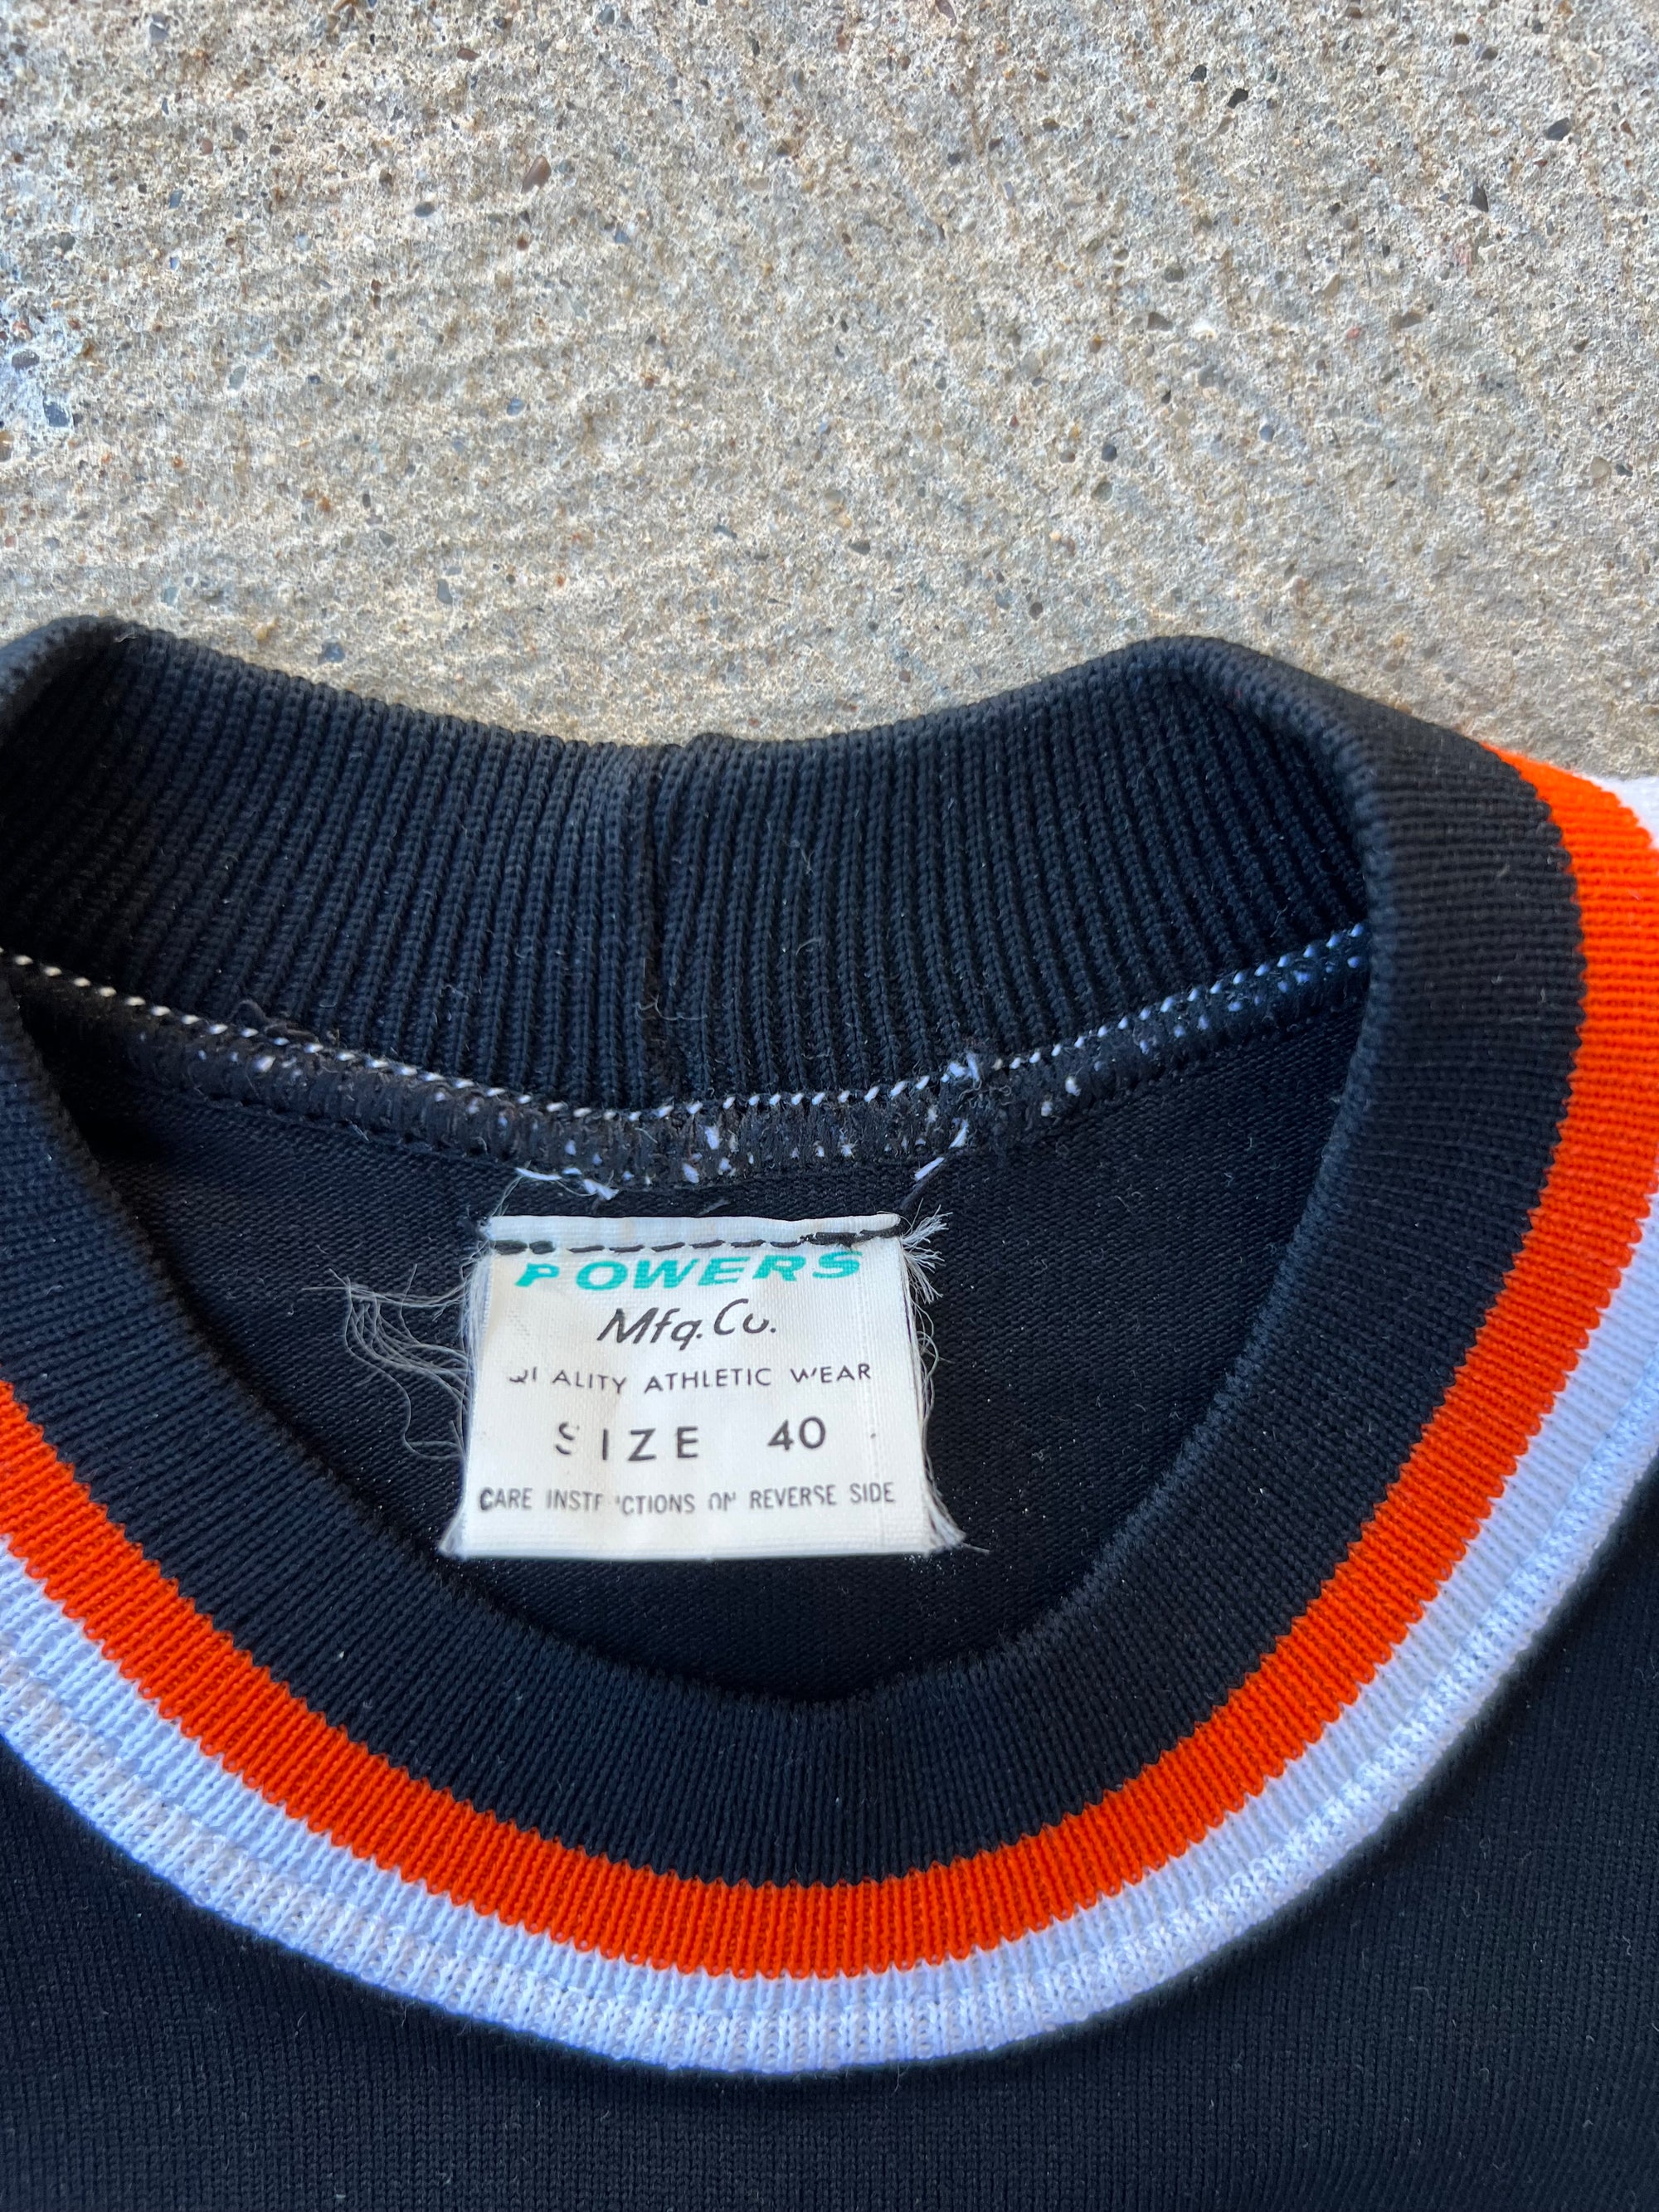 POWERS
Mfg. Co.
QUALITY ATHLETIC WEAR
SIZE 40
CARE INSTRUCTIONS ON REVERSE SIDE